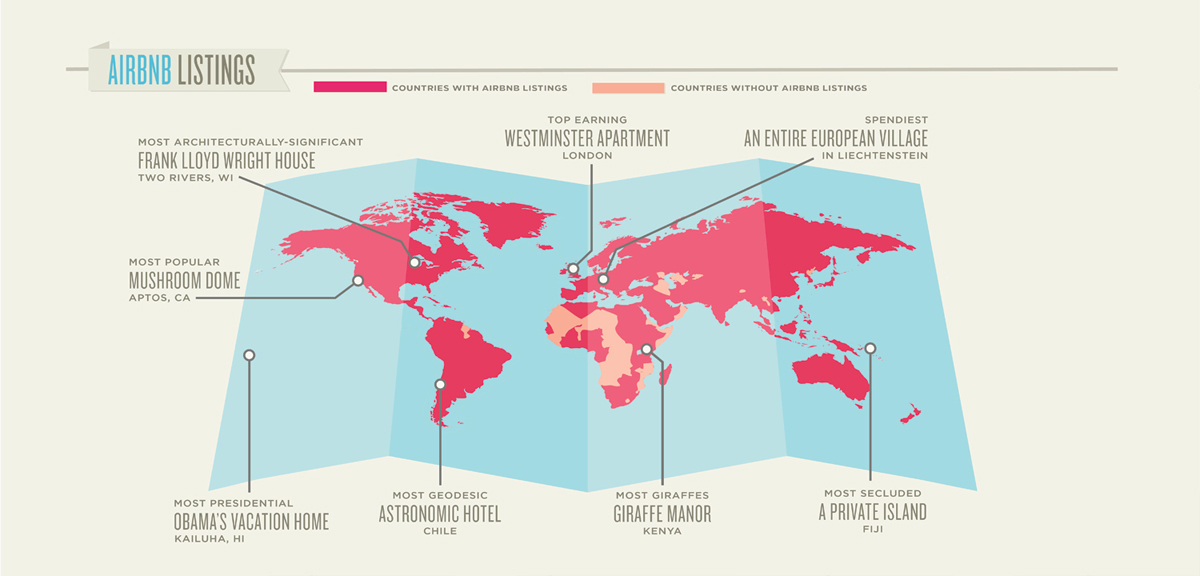 AIRBNB LISTINGS
COUNTRIES WITH AIRBNB LISTINGS
COUNTRIES WITHOUT AIRBNB LISTINGS
MOST ARCHITECTURALLY-SIGNIFICANT
FRANK LLOYD WRIGHT HOUSE
TWO RIVERS, WI
TOP EARNING
WESTMINSTER APARTMENT
LONDON
SPENDIEST
AN ENTIRE EUROPEAN VILLAGE
IN LIECHTENSTEIN
MOST POPULAR
MUSHROOM DOME
APTOS, CA
MOST PRESIDENTIAL
OBAMA'S VACATION HOME
KAILUHA, HI
MOST GEODESIC
ASTRONOMIC HOTEL
CHILE
MOST GIRAFFES
GIRAFFE MANOR
KENYA
MOST SECLUDED
A PRIVATE ISLAND
FIJI